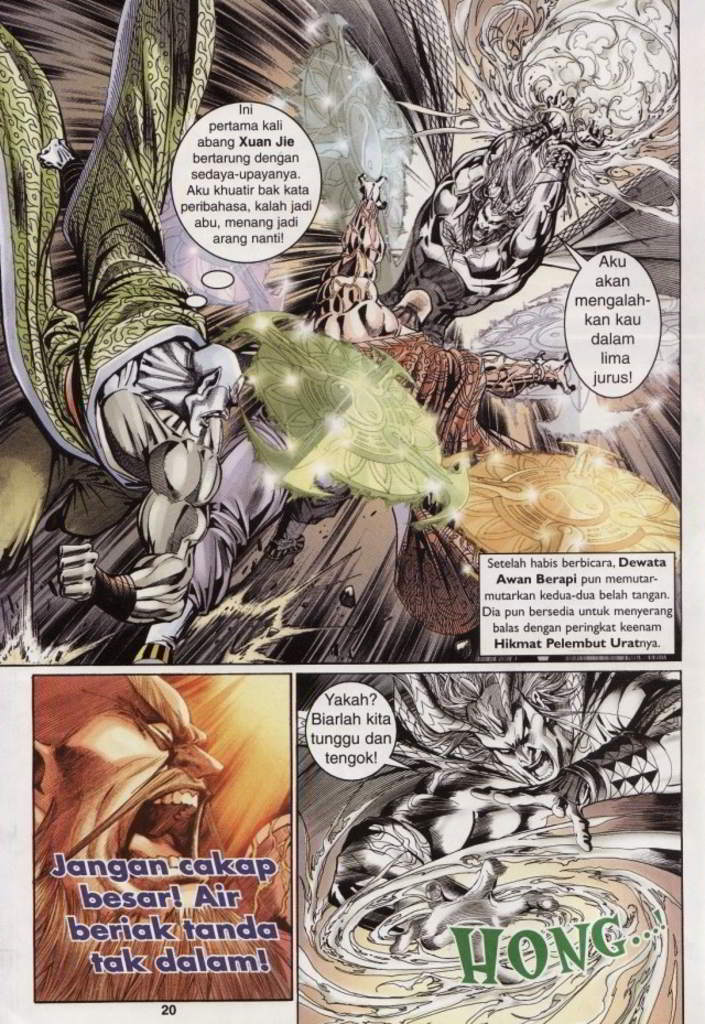 Ini
pertama kali
abang Xuan Jie
bertarung dengan
sedaya-upayanya.
Aku khuatir bak kata
peribahasa, kalah jadi
abu, menang jadi
arang nanti!
Aku
akan
mengalah-
kan kau
dalam
lima
jurus!
Setelah habis berbicara, Dewata
Awan Berapi pun memutar-
mutarkan kedua-dua belah tangan.
Dia pun bersedia untuk menyerang
balas dengan peringkat keenam
Hikmat Pelembut Uratnya.
Jangan cakap
besar! Air
beriak tanda
tak dalam!
Yakah?
Biarlah kita
tunggu dan
tengok!
HONG..!
20